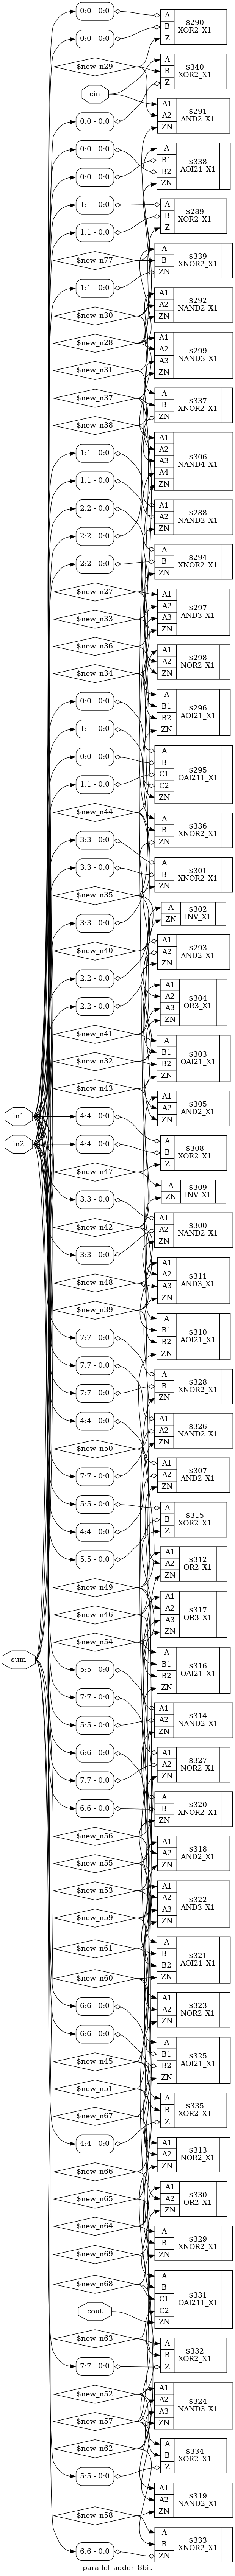 0:0 - 0:0
0:0 - 0:0
$new_n29
cin
0:0 - 0:0
0:0 - 0:0
0:0 - 0:0
1:1 - 0:0
1:1 - 0:0
$new_n77
1:1 - 0:0
$new_n30
$new_n28
$new_n31
$new_n37
$new_n38
1:1 - 0:0
1:1 - 0:0
2:2 - 0:0
2:2 - 0:0
2:2 - 0:0
$new_n27
$new_n33
$new_n36
$new_n34
0:0 - 0:0
1:1 - 0:0
0:0 - 0:0
1:1 - 0:0
$new_n44
3:3 - 0:0
3:3 - 0:0
$new_n35
3:3 - 0:0
$new_n40
2:2 - 0:0
2:2 - 0:0
$new_n41
$new_n32
$new_n43
in1
4:4 - 0:0
in2
4:4 - 0:0
$new_n47
3:3 - 0:0
$new_n42
3:3 - 0:0
$new_n48
$new_n39
7:7 - 0:0
7:7 - 0:0
7:7 - 0:0
4:4 - 0:0
$new_n50
7:7 - 0:0
5:5 - 0:0
4:4 - 0:0
5:5 - 0:0
$new_n49
$new_n46
$new_n54
sum
5:5 - 0:0
7:7 - 0:0
5:5 - 0:0
6:6 - 0:0
7:7 - 0:0
6:6 - 0:0
$new_n56
$new_n55
$new_n53
$new_n59
$new_n61
$new_n60
6:6 - 0:0
6:6 - 0:0
$new_n45
$new_n51
$new_n67
4:4 - 0:0
$new_n66
$new_n65
$new_n64
$new_n69
$new_n68
cout
$new_n63
7:7 - 0:0
$new_n52
$new_n57
$new_n62
5:5 - 0:0
$new_n58
6:6 - 0:0
A B Z $290 XOR2_X1
A B Z $340 XOR2_X1
A1 A2 ZN $291 AND2_X1
A B1 B2 ZN $338 AOI21_X1
A B Z $289 XOR2_X1
A B ZN $339 XNOR2_X1
A1 A2 ZN $292 NAND2_X1
A1 A2 A3 ZN $299 NAND3_X1
A B ZN $337 XNOR2_X1
A1 A2 A3 A4 ZN $306 NAND4_X1
A1 A2 ZN $288 NAND2_X1
A B ZN $294 XNOR2_X1
A1 A2 A3 ZN $297 AND3_X1
A1 A2 ZN $298 NOR2_X1
A B1 B2 ZN $296 AOI21_X1
A B C1 C2 ZN $295 OAI211_X1
A B ZN $336 XNOR2_X1
A B ZN $301 XNOR2_X1
A ZN $302 INV_X1
A1 A2 ZN $293 AND2_X1
A1 A2 A3 ZN $304 OR3_X1
A B1 B2 ZN $303 OAI21_X1
A1 A2 ZN $305 AND2_X1
A B Z $308 XOR2_X1
A ZN $309 INV_X1
A1 A2 ZN $300 NAND2_X1
A1 A2 A3 ZN $311 AND3_X1
A B1 B2 ZN $310 AOI21_X1
A B ZN $328 XNOR2_X1
A1 A2 ZN $326 NAND2_X1
A1 A2 ZN $307 AND2_X1
A B Z $315 XOR2_X1
A1 A2 ZN $312 OR2_X1
A1 A2 A3 ZN $317 OR3_X1
A B1 B2 ZN $316 OAI21_X1
A1 A2 ZN $314 NAND2_X1
A1 A2 ZN $327 NOR2_X1
A B ZN $320 XNOR2_X1
A1 A2 ZN $318 AND2_X1
A1 A2 A3 ZN $322 AND3_X1
A B1 B2 ZN $321 AOI21_X1
A1 A2 ZN $323 NOR2_X1
A B1 B2 ZN $325 AOI21_X1
A B Z $335 XOR2_X1
A1 A2 ZN $313 NOR2_X1
A1 A2 ZN $330 OR2_X1
A B ZN $329 XNOR2_X1
A B C1 C2 ZN $331 OAI211_X1
A B Z $332 XOR2_X1
A1 A2 A3 ZN $324 NAND3_X1
A B Z $334 XOR2_X1
A1 A2 ZN $319 NAND2_X1
A B ZN $333 XNOR2_X1
parallel_adder_8bit